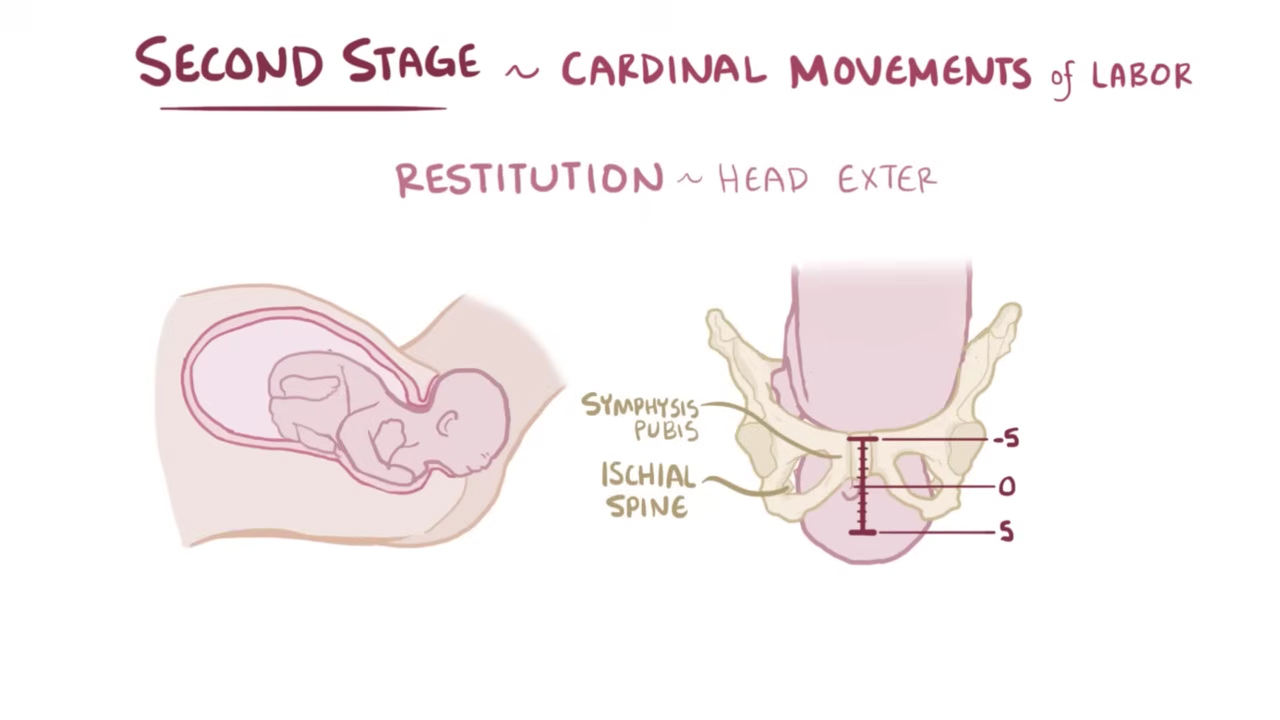 SECOND STAGE ~ CARDINAL MOVEMENTS of LABOR
RESTITUTION ~ HEAD EXTER
SYMPHYSIS
PUBIS
ISCHIAL
SPINE
-5
0
5